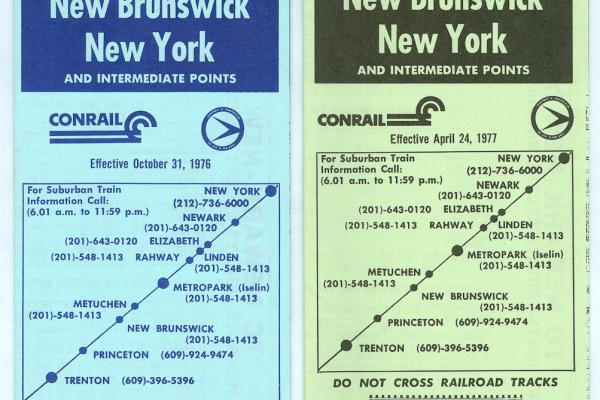 New Brunswick
New York
AND INTERMEDIATE POINTS
CONRAIL
Effective October 31, 1976
For Suburban Train
Information Call:
(6.01 a.m. to 11:59 p.m.)
NEW YORK
(212)-736-6000
NEWARK
(201)-643-0120
(201)-643-0120 ELIZABETH
(201)-548-1413 RAHWAY
LINDEN
(201)-548-1413
METROPARK (Iselin)
(201)-548-1413
METUCHEN
(201)-548-1413
NEW BRUNSWICK
(201)-548-1413
PRINCETON (609)-924-9474
TRENTON (609)-396-5396
New Brunswick
New York
AND INTERMEDIATE POINTS
CONRAIL
Effective April 24, 1977
For Suburban Train
Information Call:
(6.01 a.m. to 11:59 p.m.)
NEW YORK
(212)-736-6000
NEWARK
(201)-643-0120
(201)-643-0120 ELIZABETH
(201)-548-1413 RAHWAY
LINDEN
(201)-548-1413
METROPARK (Iselin)
(201)-548-1413
METUCHEN
(201)-548-1413
NEW BRUNSWICK
(201)-548-1413
PRINCETON (609)-924-9474
TRENTON (609)-396-5396
DO NOT CROSS RAILROAD TRACKS